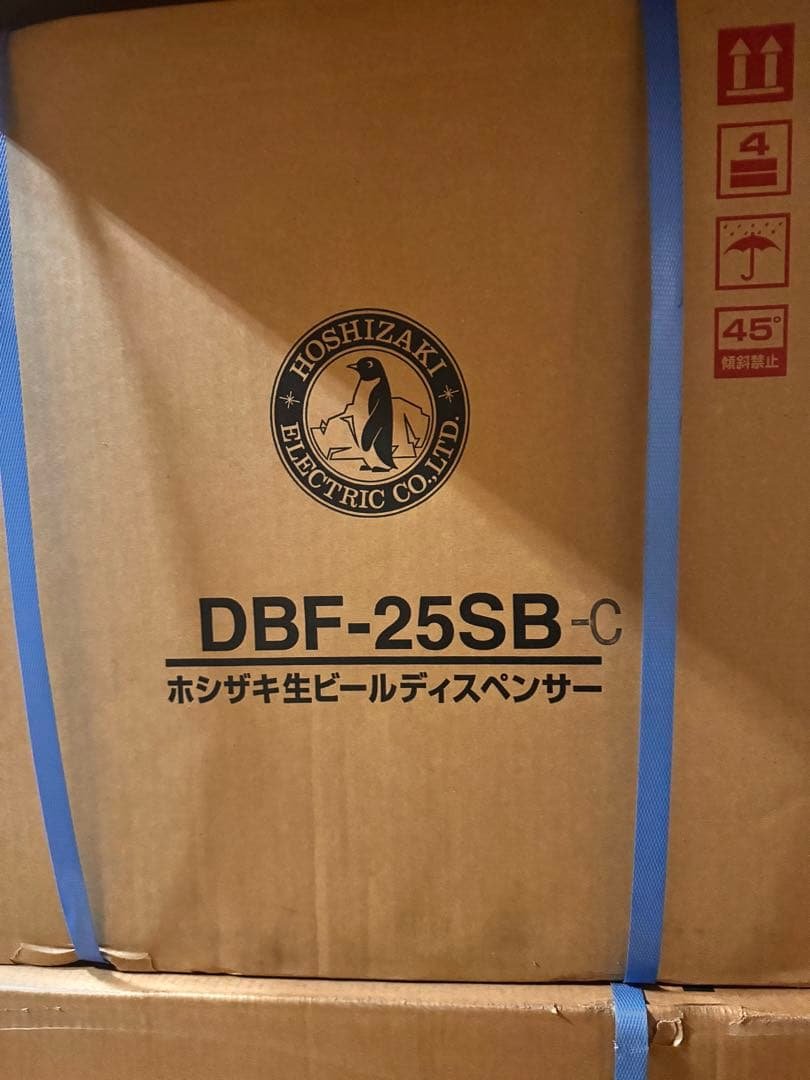 HOSHIZAKI
ELECTRIC CO.,LTD.
DBF-25SB-C
ホシザキ生ビールディスペンサー
4
45°
傾斜禁止